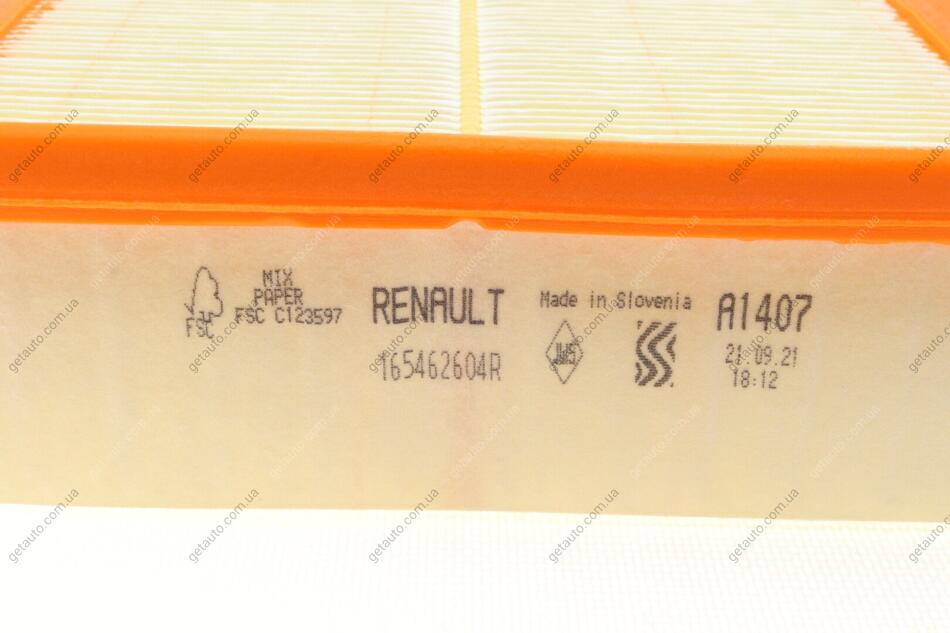 MIX
PAPER
FSC C123597
FSC
RENAULT
165462604R
Made in Slovenia
A1407
21.09.21
18:12
getauto.com.ua